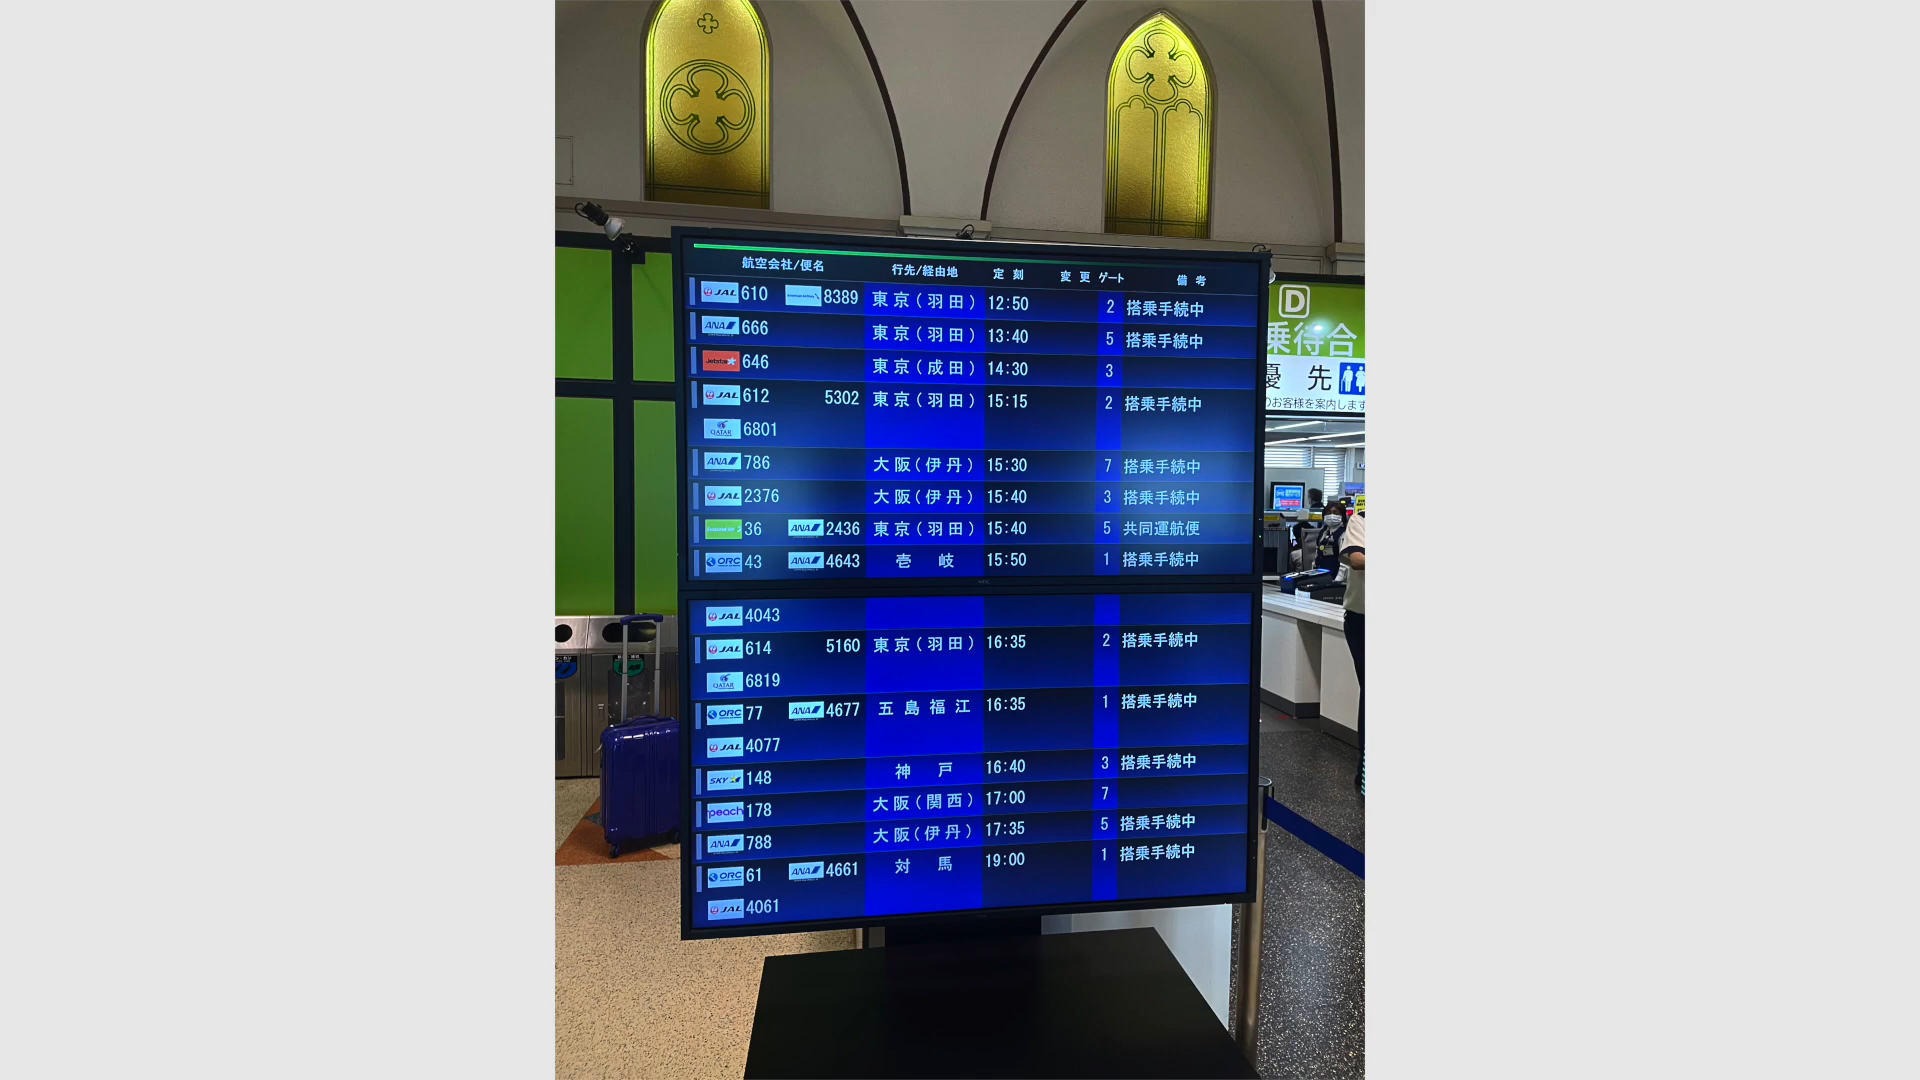 航空会社/便名 行先/経由地 定刻 変更 ゲート 備考
JAL 610 American Airlines 8389 東京(羽田) 12:50 2 搭乗手続中
ANA 666 東京(羽田) 13:40 5 搭乗手続中
Jetstar 646 東京(成田) 14:30 3
JAL 612 5302 東京(羽田) 15:15 2 搭乗手続中
QATAR 6801
ANA 786 大阪(伊丹) 15:30 7 搭乗手続中
JAL 2376 大阪(伊丹) 15:40 3 搭乗手続中
36 ANA 2436 東京(羽田) 15:40 5 共同運航便
ORC 43 ANA 4643 壱岐 15:50 1 搭乗手続中
NEC
JAL 4043
JAL 614 5160 東京(羽田) 16:35 2 搭乗手続中
QATAR 6819
ORC 77 ANA 4677 五島福江 16:35 1 搭乗手続中
JAL 4077
SKY 148 神戸 16:40 3 搭乗手続中
peach 178 大阪(関西) 17:00 7
ANA 788 大阪(伊丹) 17:35 5 搭乗手続中
ORC 61 ANA 4661 対馬 19:00 1 搭乗手続中
JAL 4061
D
乗待合
優先
のお客様を案内します